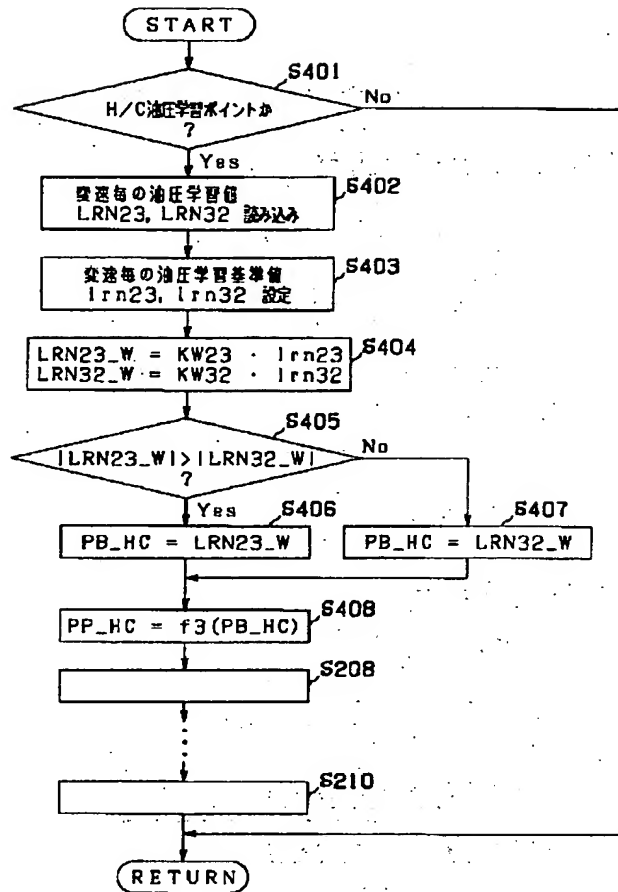 START
S401
H/C油圧学習ポイントか
?
No
Yes
S402
変速毎の油圧学習値
LRN23, LRN32 読み込み
S403
変速毎の油圧学習基準値
lrn23, lrn32 設定
S404
LRN23_W = KW23 · lrn23
LRN32_W = KW32 · lrn32
S405
|LRN23_W|>|LRN32_W|
?
No
Yes
S406
PB_HC = LRN23_W
S407
PB_HC = LRN32_W
S408
PP_HC = f3(PB_HC)
S208
S210
RETURN